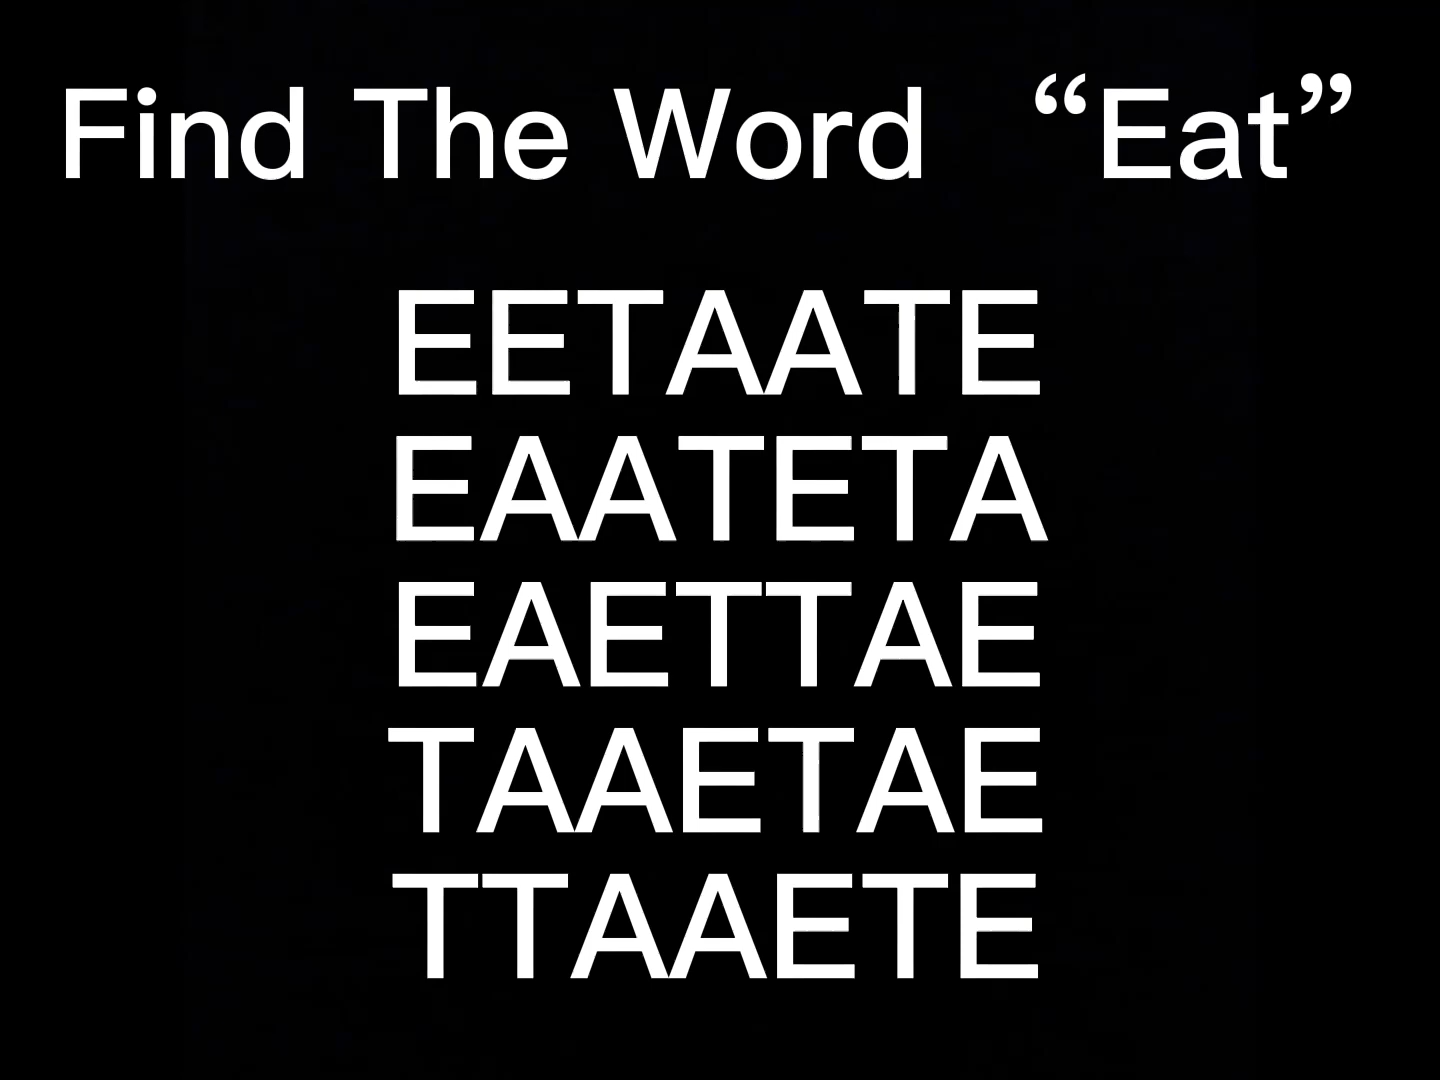 Find The Word “Eat”
EETAATE
EAATETA
EAETTAE
TAAETAE
TTAAETE